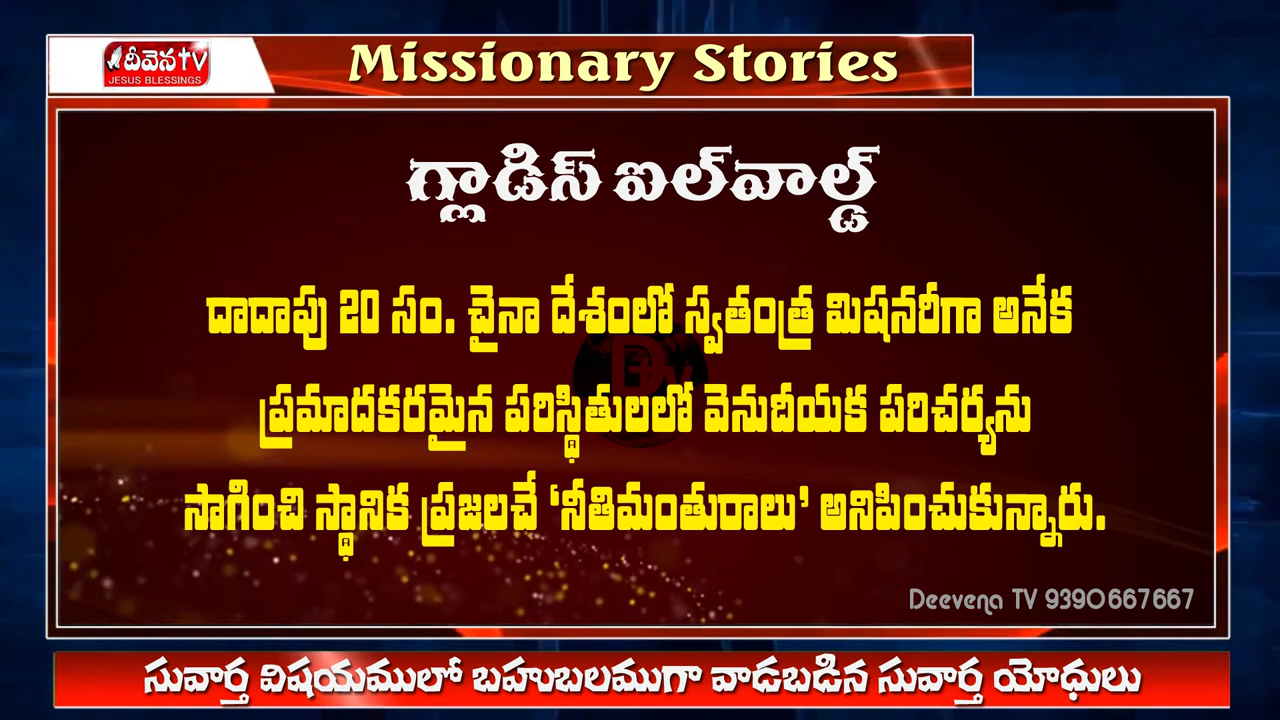 దీవెన TV
JESUS BLESSINGS
Missionary Stories
గ్లాడిస్ ఐల్‌వార్డ్
దాదాపు 20 సం. చైనా దేశంలో స్వతంత్ర మిషనరీగా అనేక
ప్రమాదకరమైన పరిస్థితులలో వెనుదీయక పరిచర్యను
సాగించి స్థానిక ప్రజలచే ‘నీతిమంతురాలు’ అనిపించుకున్నారు.
Deevena TV 9390667667
సువార్త విషయములో బహుబలముగా వాడబడిన సువార్త యోధులు